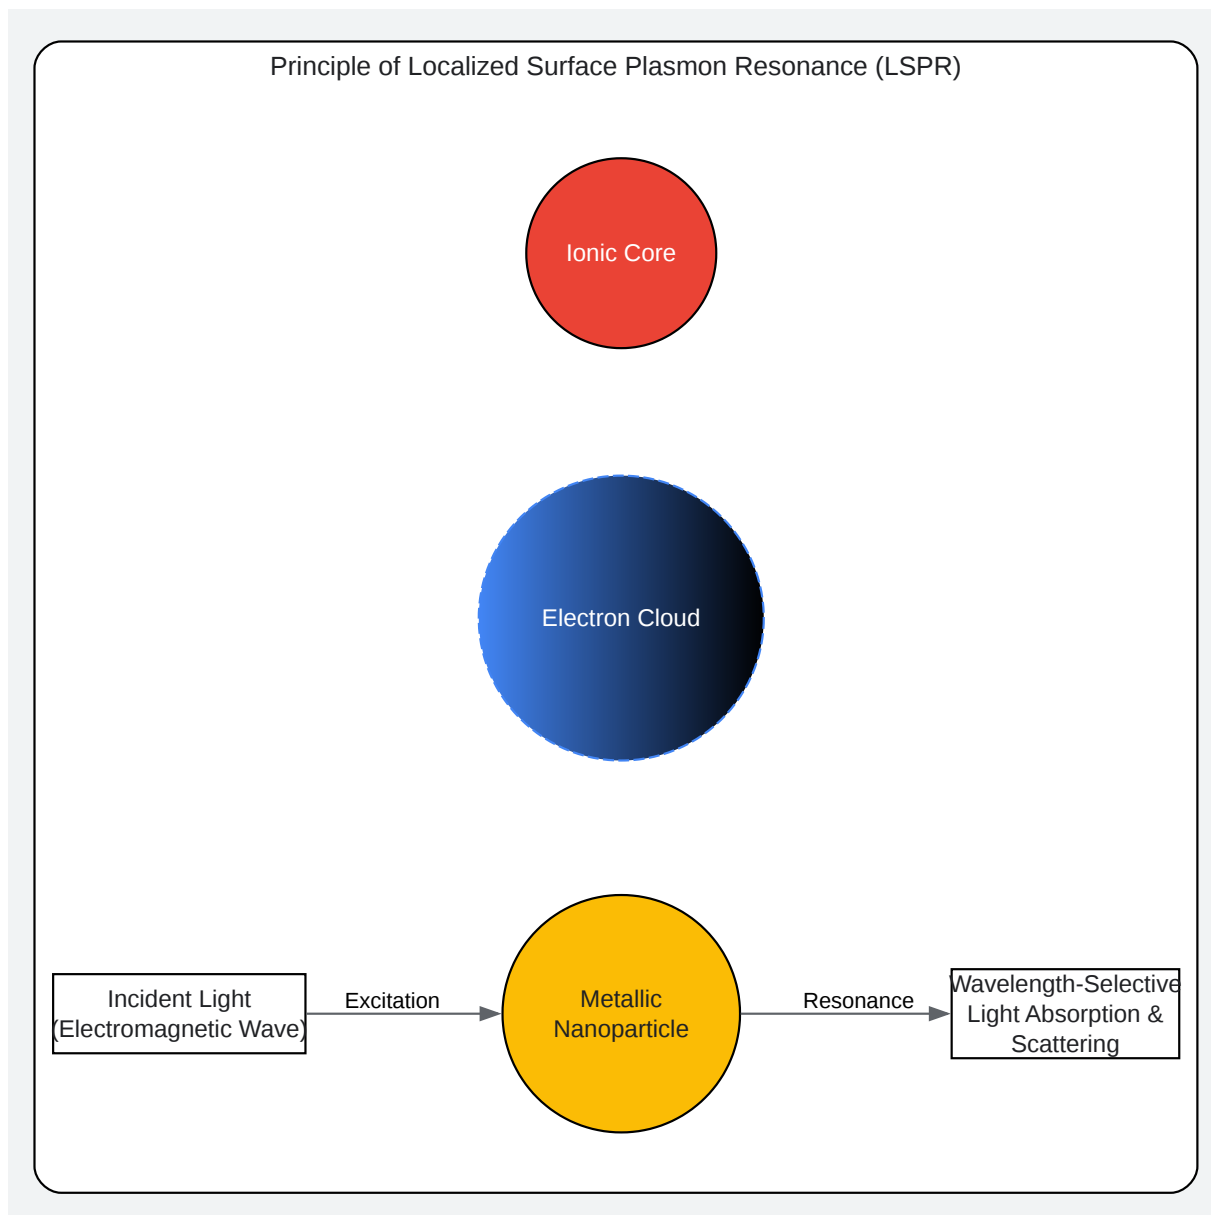 Principle of Localized Surface Plasmon Resonance (LSPR)
Ionic Core
Electron Cloud
Incident Light
(Electromagnetic Wave)
Excitation
Metallic
Nanoparticle
Resonance
Wavelength-Selective
Light Absorption &
Scattering